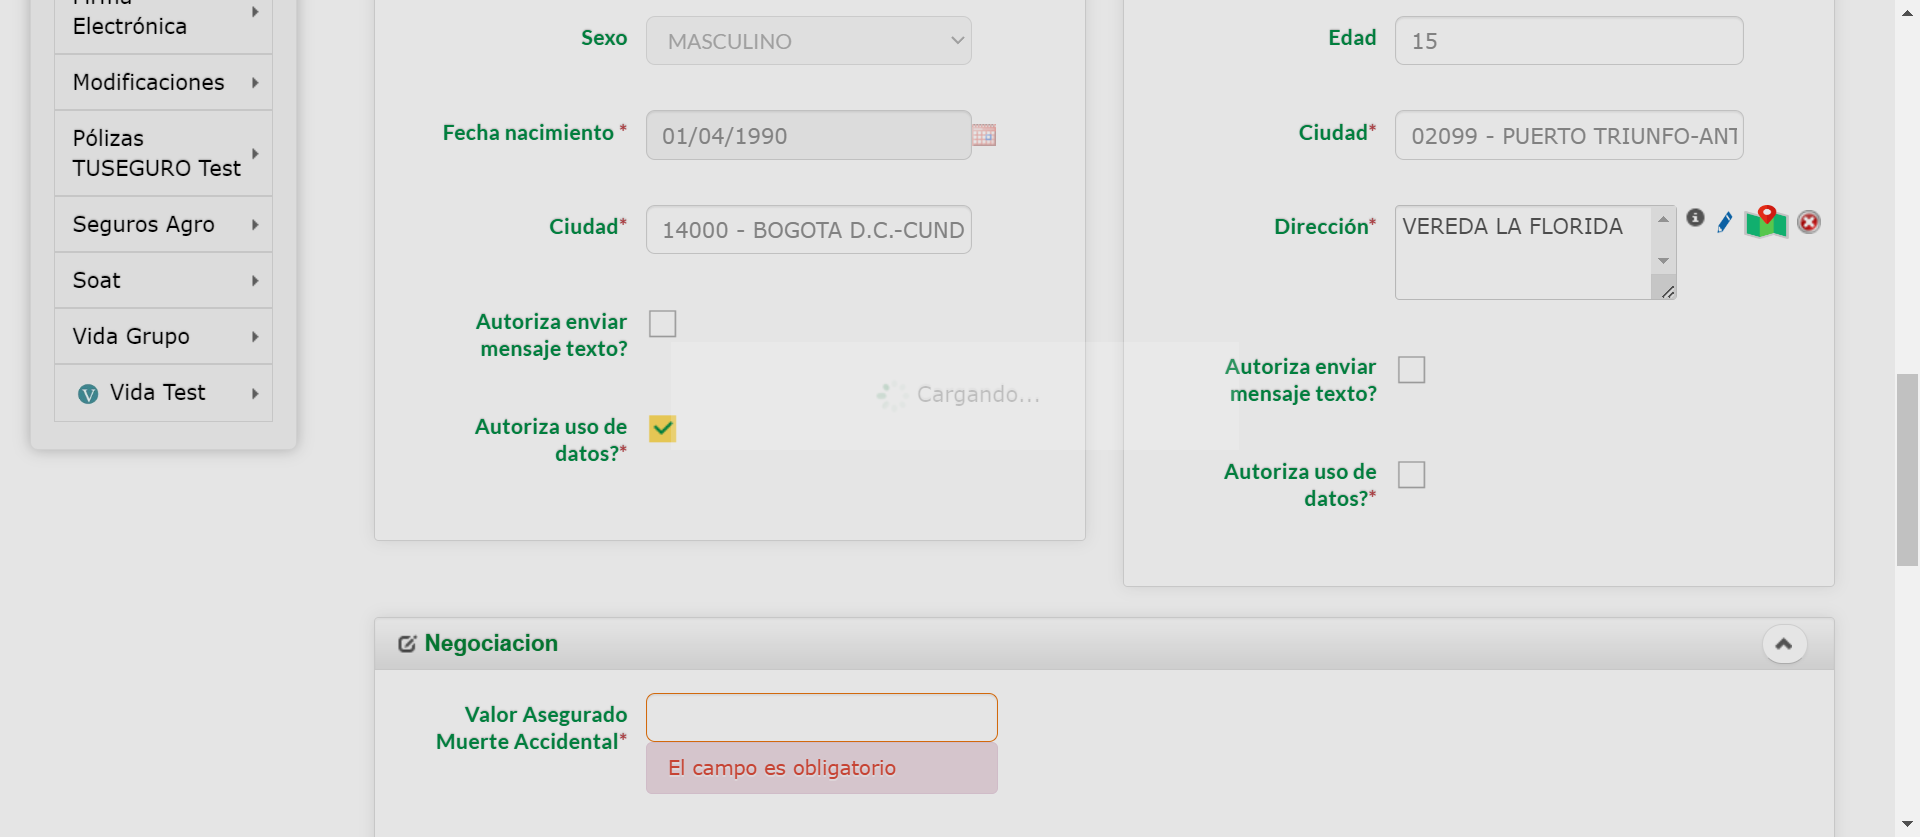 Electrónica
Modificaciones
Pólizas
TUSEGURO Test
Seguros Agro
Soat
Vida Grupo
V Vida Test
Sexo
MASCULINO
Fecha nacimiento *
01/04/1990
Ciudad*
14000 - BOGOTA D.C.-CUND
Autoriza enviar
mensaje texto?
Autoriza uso de
datos?*
Edad
15
Ciudad*
02099 - PUERTO TRIUNFO-ANT
Dirección*
VEREDA LA FLORIDA
Autoriza enviar
mensaje texto?
Autoriza uso de
datos?*
Cargando...
Negociacion
Valor Asegurado
Muerte Accidental*
El campo es obligatorio